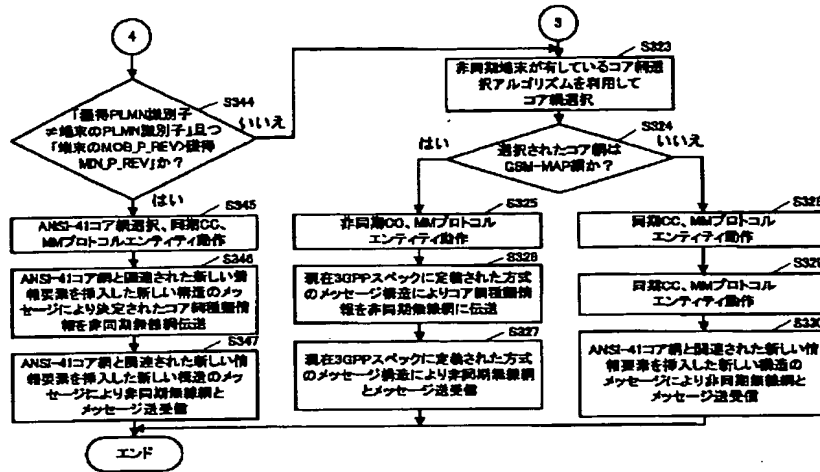 4
3
S323
非同期端末が有しているコア網選
択アルゴリズムを利用して
コア網選択
S344
「獲得PLMN識別子
≠端末のPLMN識別子」且つ
「端末のMOB_P_REV>獲得
MIN_P_REV」か?
いいえ
はい
S324
選択されたコア網は
GSM-MAP網か?
はい
いいえ
S345
ANSI-41コア網選択、同期CC、
MMプロトコルエンティティ動作
S325
非同期CC、MMプロトコル
エンティティ動作
S328
同期CC、MMプロトコル
エンティティ動作
S346
ANSI-41コア網と関連された新しい情
報要素を挿入した新しい構造のメッ
セージにより決定されたコア網種類情
報を非同期無線網伝送
S326
現在3GPPスペックに定義された方式
のメッセージ構造によりコア網種類情
報を非同期無線網に伝送
S329
同期CC、MMプロトコル
エンティティ動作
S347
ANSI-41コア網と関連された新しい情
報要素を挿入した新しい構造のメッ
セージにより非同期無線網と
メッセージ送受信
S327
現在3GPPスペックに定義された方式
のメッセージ構造により非同期無線網
とメッセージ送受信
S330
ANSI-41コア網と関連された新しい情
報要素を挿入した新しい構造の
メッセージにより非同期無線網と
メッセージ送受信
エンド